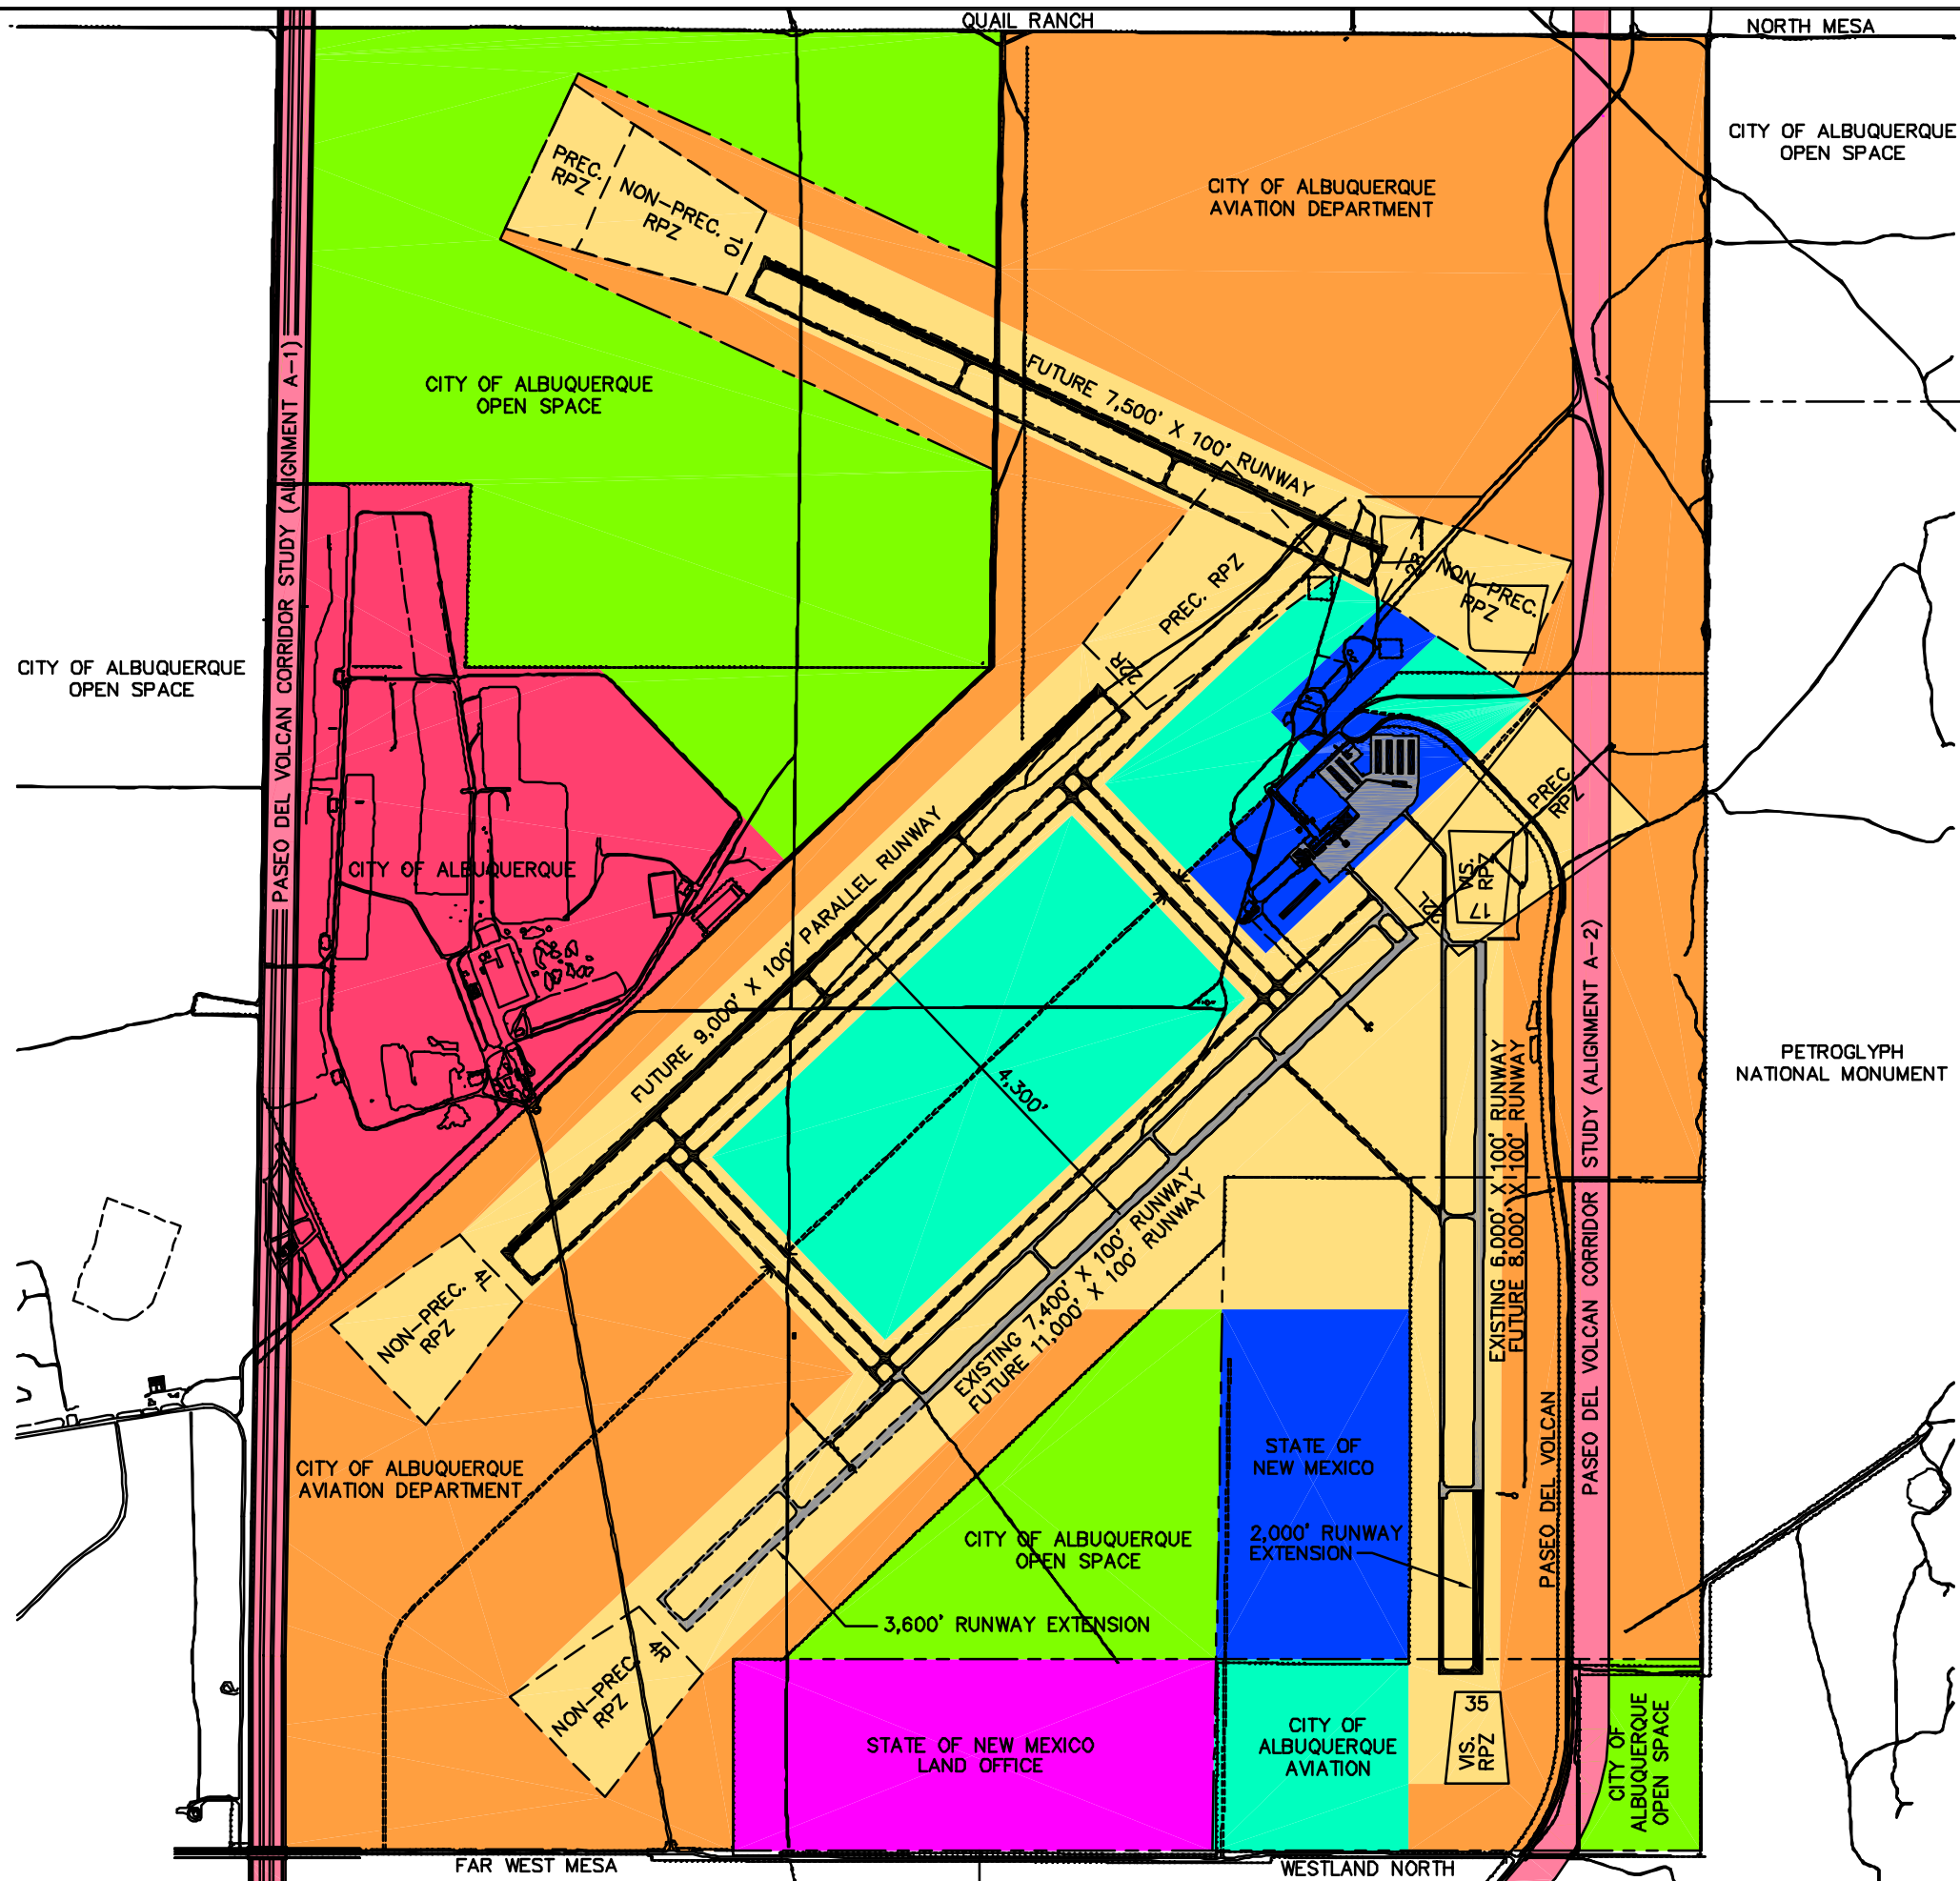 QUAIL RANCH
NORTH MESA
CITY OF ALBUQUERQUE
OPEN SPACE
CITY OF ALBUQUERQUE
AVIATION DEPARTMENT
PREC.
RPZ
NON-PREC.
RPZ
10
FUTURE 7,500' X 100' RUNWAY
CITY OF ALBUQUERQUE
OPEN SPACE
PASEO DEL VOLCAN CORRIDOR STUDY (ALIGNMENT A-1)
28
NON-PREC.
RPZ
PREC. RPZ
22R
CITY OF ALBUQUERQUE
OPEN SPACE
PREC.
RPZ
VIS.
RPZ
17
22L
CITY OF ALBUQUERQUE
FUTURE 9,000' X 100' PARALLEL RUNWAY
4,300'
PETROGLYPH
NATIONAL MONUMENT
PASEO DEL VOLCAN CORRIDOR STUDY (ALIGNMENT A-2)
EXISTING 6,000' X 100' RUNWAY
FUTURE 8,000' X 100' RUNWAY
EXISTING 7,400' X 100' RUNWAY
FUTURE 11,000' X 100' RUNWAY
4L
NON-PREC.
RPZ
PASEO DEL VOLCAN
STATE OF
NEW MEXICO
CITY OF ALBUQUERQUE
AVIATION DEPARTMENT
2,000' RUNWAY
EXTENSION
CITY OF ALBUQUERQUE
OPEN SPACE
3,600' RUNWAY EXTENSION
4R
NON-PREC.
RPZ
35
VIS.
RPZ
STATE OF NEW MEXICO
LAND OFFICE
CITY OF
ALBUQUERQUE
AVIATION
CITY OF
ALBUQUERQUE
OPEN SPACE
FAR WEST MESA
WESTLAND NORTH